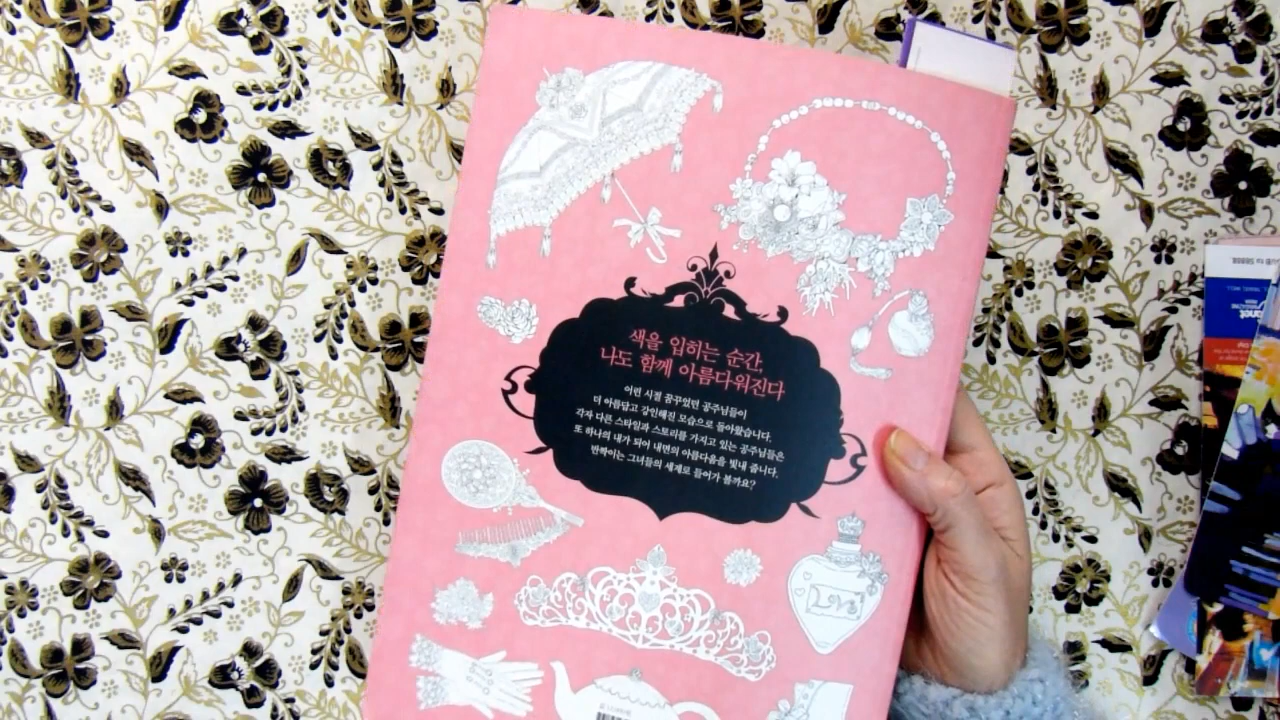 색을 입히는 순간,
나도 함께 아름다워진다
어린 시절 꿈꾸었던 공주님들이
더 아름답고 강인해진 모습으로 돌아왔습니다.
각자 다른 스타일과 스토리를 가지고 있는 공주님들은
또 하나의 내가 되어 내면의 아름다움을 빛내 줍니다.
반짝이는 그녀들의 세계로 들어가 볼까요?